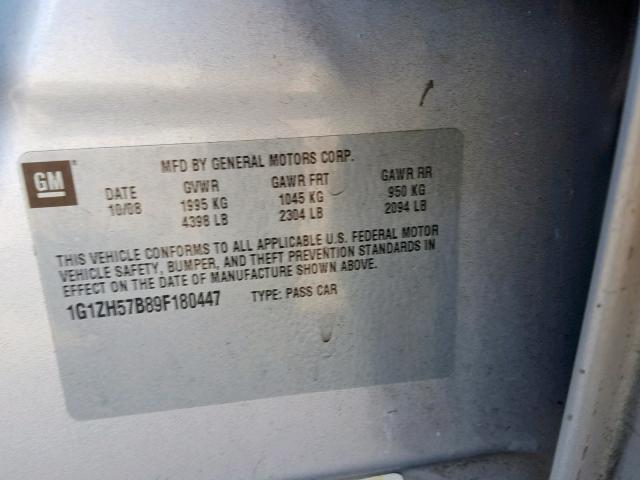 MFD BY GENERAL MOTORS CORP.
GM
DATE GVWR GAWR FRT GAWR RR
10/08 1995 KG 1045 KG 950 KG
4398 LB 2304 LB 2094 LB
THIS VEHICLE CONFORMS TO ALL APPLICABLE U.S. FEDERAL MOTOR
VEHICLE SAFETY, BUMPER, AND THEFT PREVENTION STANDARDS IN
EFFECT ON THE DATE OF MANUFACTURE SHOWN ABOVE.
1G1ZH57B89F180447 TYPE: PASS CAR